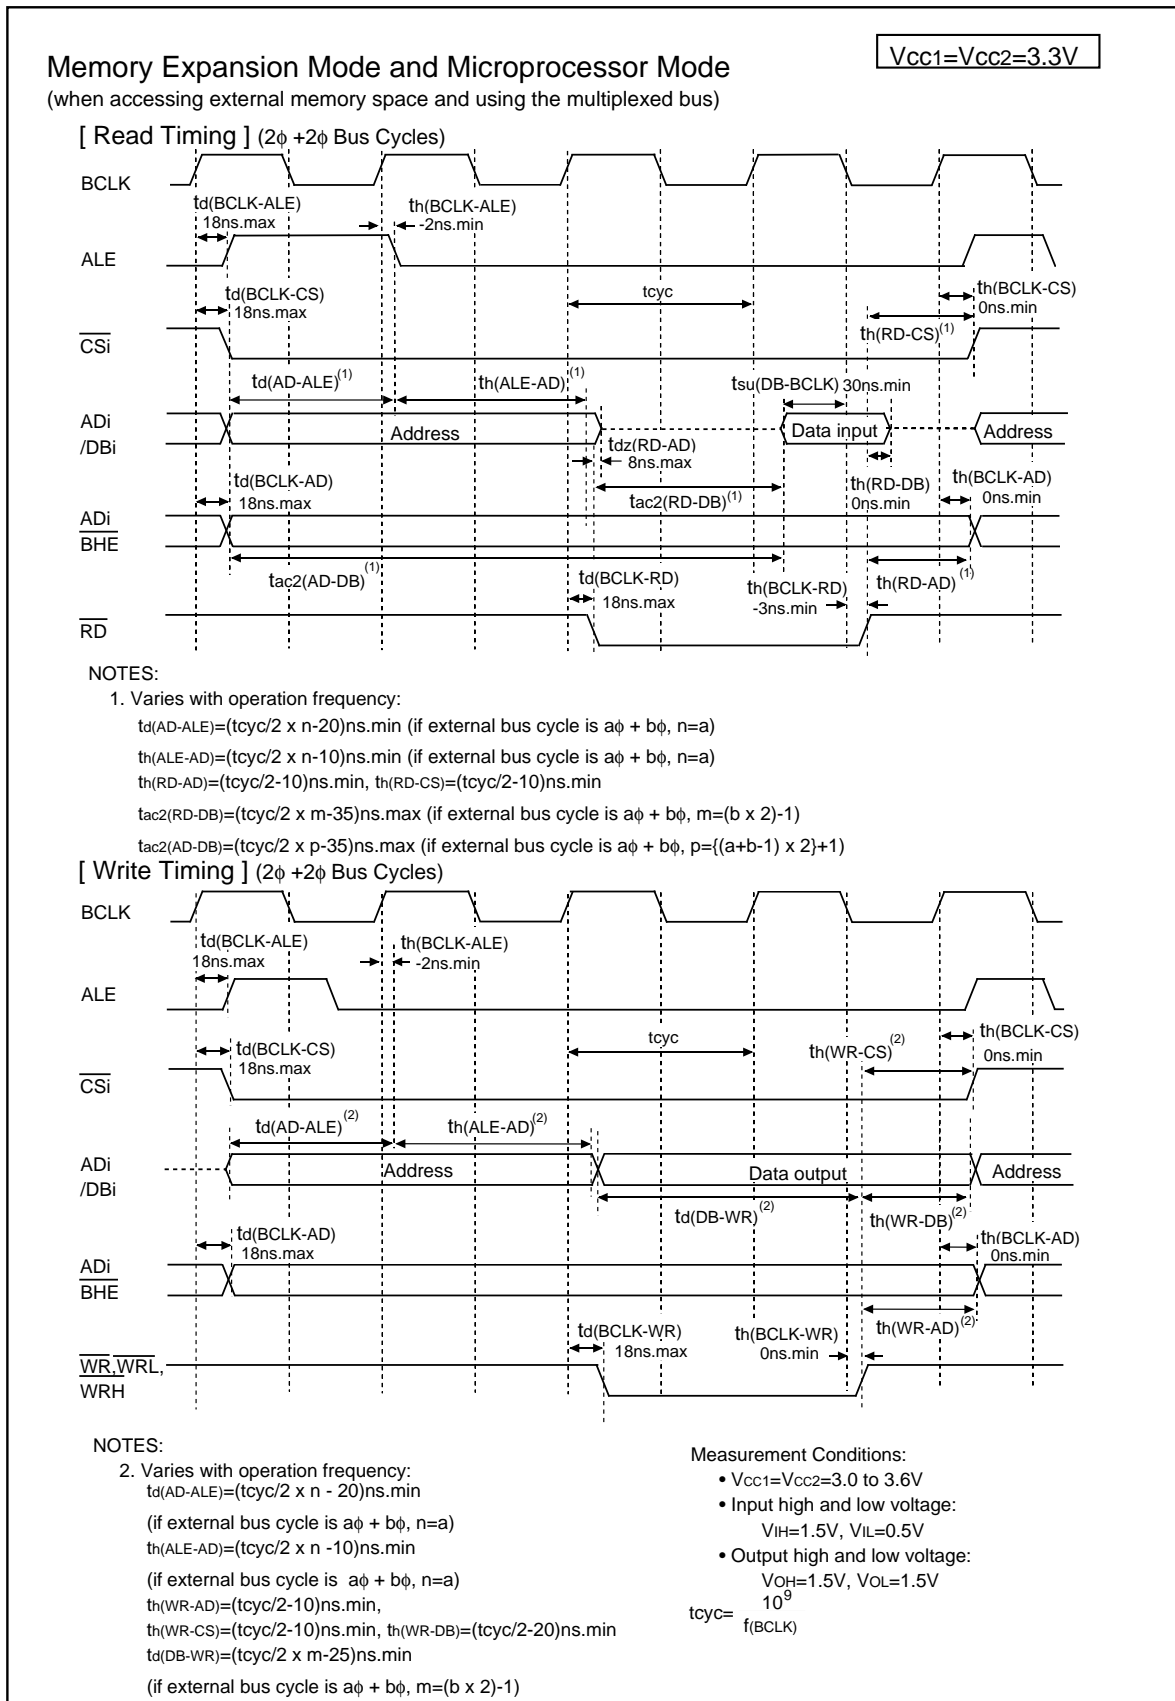 Vcc1=Vcc2=3.3V
Memory Expansion Mode and Microprocessor Mode
(when accessing external memory space and using the multiplexed bus)
[ Read Timing ] (2ϕ +2ϕ Bus Cycles)
BCLK
td(BCLK-ALE)
18ns.max
th(BCLK-ALE)
-2ns.min
ALE
td(BCLK-CS)
18ns.max
tcyc
th(BCLK-CS)
0ns.min
th(RD-CS)(1)
CSi
td(AD-ALE)(1)
th(ALE-AD)(1)
tsu(DB-BCLK) 30ns.min
ADi
/DBi
Address
Data input
Address
tdz(RD-AD)
8ns.max
td(BCLK-AD)
18ns.max
tac2(RD-DB)(1)
th(RD-DB)
0ns.min
th(BCLK-AD)
0ns.min
ADi
BHE
tac2(AD-DB)(1)
td(BCLK-RD)
18ns.max
th(BCLK-RD)
-3ns.min
th(RD-AD)(1)
RD
NOTES:
1. Varies with operation frequency:
td(AD-ALE)=(tcyc/2 x n-20)ns.min (if external bus cycle is aϕ + bϕ, n=a)
th(ALE-AD)=(tcyc/2 x n-10)ns.min (if external bus cycle is aϕ + bϕ, n=a)
th(RD-AD)=(tcyc/2-10)ns.min, th(RD-CS)=(tcyc/2-10)ns.min
tac2(RD-DB)=(tcyc/2 x m-35)ns.max (if external bus cycle is aϕ + bϕ, m=(b x 2)-1)
tac2(AD-DB)=(tcyc/2 x p-35)ns.max (if external bus cycle is aϕ + bϕ, p={(a+b-1) x 2}+1)
[ Write Timing ] (2ϕ +2ϕ Bus Cycles)
BCLK
td(BCLK-ALE)
18ns.max
th(BCLK-ALE)
-2ns.min
ALE
td(BCLK-CS)
18ns.max
tcyc
th(WR-CS)(2)
th(BCLK-CS)
0ns.min
CSi
td(AD-ALE)(2)
th(ALE-AD)(2)
ADi
/DBi
Address
Data output
Address
td(DB-WR)(2)
th(WR-DB)(2)
td(BCLK-AD)
18ns.max
th(BCLK-AD)
0ns.min
ADi
BHE
th(WR-AD)(2)
td(BCLK-WR)
18ns.max
th(BCLK-WR)
0ns.min
WR,WRL,
WRH
NOTES:
2. Varies with operation frequency:
td(AD-ALE)=(tcyc/2 x n - 20)ns.min
(if external bus cycle is aϕ + bϕ, n=a)
th(ALE-AD)=(tcyc/2 x n -10)ns.min
(if external bus cycle is aϕ + bϕ, n=a)
th(WR-AD)=(tcyc/2-10)ns.min,
th(WR-CS)=(tcyc/2-10)ns.min, th(WR-DB)=(tcyc/2-20)ns.min
td(DB-WR)=(tcyc/2 x m-25)ns.min
(if external bus cycle is aϕ + bϕ, m=(b x 2)-1)
Measurement Conditions:
• VCC1=VCC2=3.0 to 3.6V
• Input high and low voltage:
VIH=1.5V, VIL=0.5V
• Output high and low voltage:
VOH=1.5V, VOL=1.5V
tcyc= 10^9
f(BCLK)